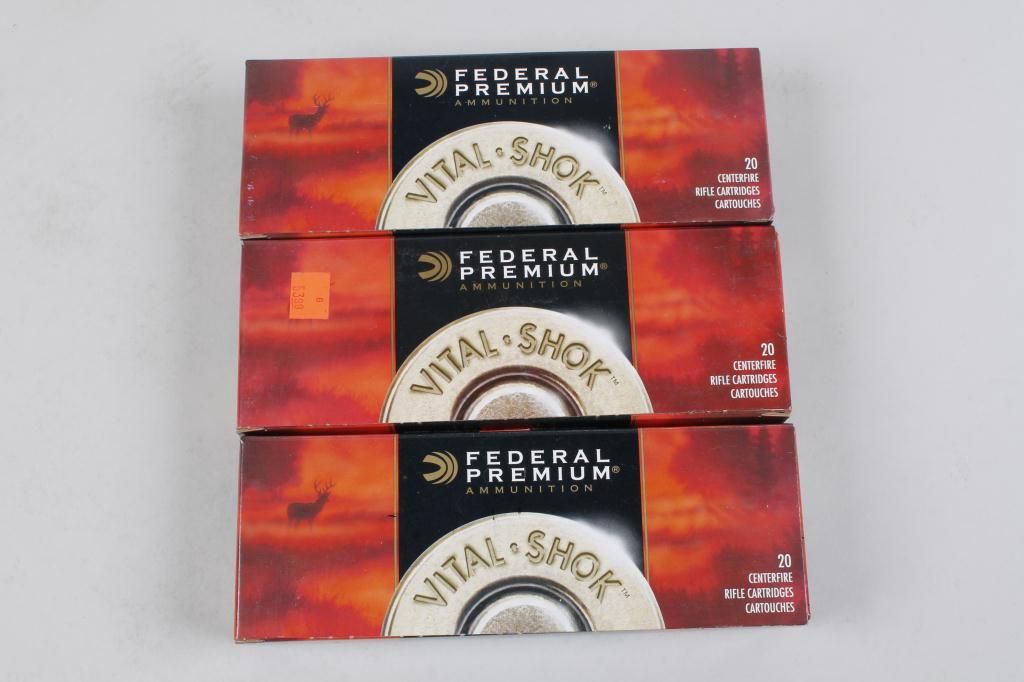 FEDERAL
PREMIUM®
AMMUNITION
VITAL·SHOK™
20
CENTERFIRE
RIFLE CARTRIDGES
CARTOUCHES
FEDERAL
PREMIUM®
AMMUNITION
VITAL·SHOK™
20
CENTERFIRE
RIFLE CARTRIDGES
CARTOUCHES
FEDERAL
PREMIUM®
AMMUNITION
VITAL·SHOK™
20
CENTERFIRE
RIFLE CARTRIDGES
CARTOUCHES